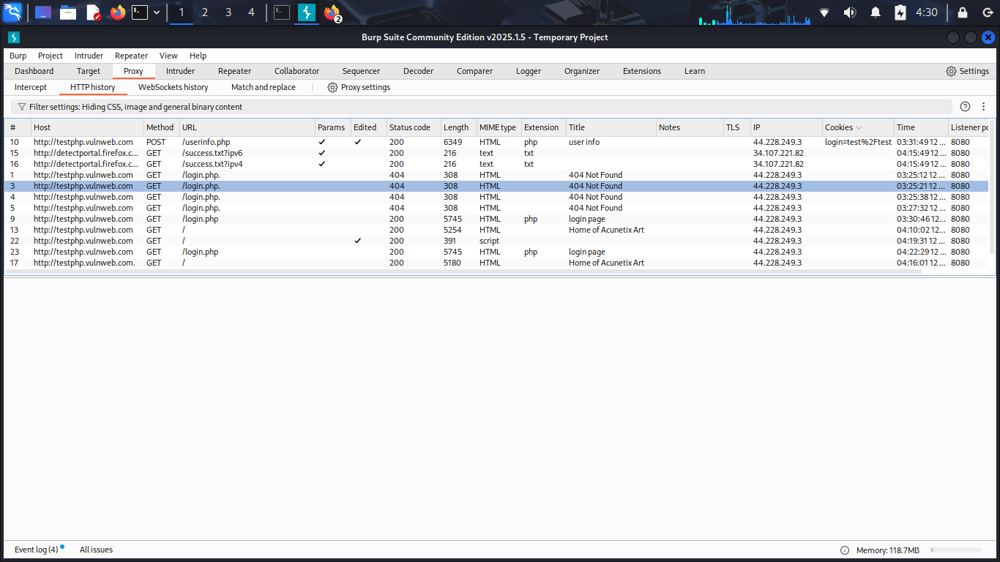 1 2 3 4 2 4:30
Burp Suite Community Edition v2025.1.5 - Temporary Project
Burp Project Intruder Repeater View Help
Dashboard Target Proxy Intruder Repeater Collaborator Sequencer Decoder Comparer Logger Organizer Extensions Learn Settings
Intercept HTTP history WebSockets history Match and replace Proxy settings
Filter settings: Hiding CSS, image and general binary content
# Host Method URL Params Edited Status code Length MIME type Extension Title Notes TLS IP Cookies Time Listener po
10 http://testphp.vulnweb.com POST /userinfo.php ✓ ✓ 200 6349 HTML php user info 44.228.249.3 login=test%2Ftest 03:31:49 12 ... 8080
15 http://detectportal.firefox.c... GET /success.txt?ipv6 ✓ 200 216 text txt 34.107.221.82 04:15:49 12 ... 8080
16 http://detectportal.firefox.c... GET /success.txt?ipv4 ✓ 200 216 text txt 34.107.221.82 04:15:49 12 ... 8080
1 http://testphp.vulnweb.com GET /login.php. 404 308 HTML 404 Not Found 44.228.249.3 03:25:12 12 ... 8080
3 http://testphp.vulnweb.com GET /login.php. 404 308 HTML 404 Not Found 44.228.249.3 03:25:21 12 ... 8080
4 http://testphp.vulnweb.com GET /login.php. 404 308 HTML 404 Not Found 44.228.249.3 03:25:38 12 ... 8080
5 http://testphp.vulnweb.com GET /login.php. 404 308 HTML 404 Not Found 44.228.249.3 03:27:32 12 ... 8080
9 http://testphp.vulnweb.com GET /login.php 200 5745 HTML php login page 44.228.249.3 03:30:46 12 ... 8080
13 http://testphp.vulnweb.com GET / 200 5254 HTML Home of Acunetix Art 44.228.249.3 04:10:02 12 ... 8080
22 http://testphp.vulnweb.com GET / ✓ 200 391 script 44.228.249.3 04:19:31 12 ... 8080
23 http://testphp.vulnweb.com GET /login.php 200 5745 HTML php login page 44.228.249.3 04:22:29 12 ... 8080
17 http://testphp.vulnweb.com. GET / 200 5180 HTML Home of Acunetix Art 44.228.249.3 04:16:01 12 ... 8080
Event log (4) All issues Memory: 118.7MB